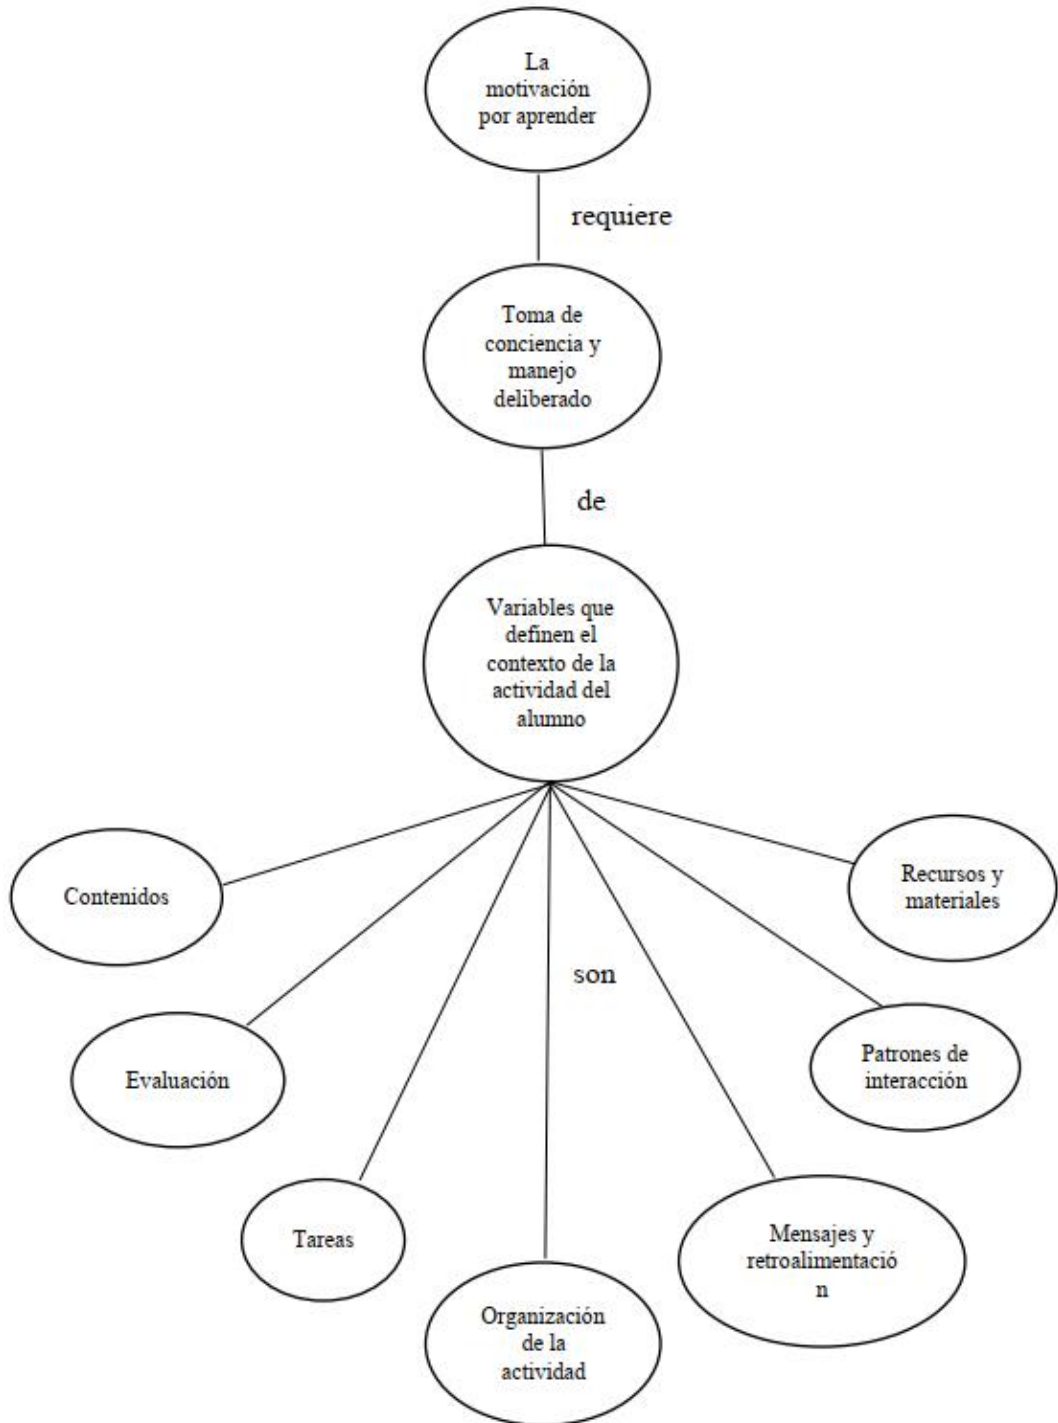 La
motivación
por aprender
requiere
Toma de
conciencia y
manejo
deliberado
de
Variables que
definen el
contexto de la
actividad del
alumno
Contenidos
Recursos y
materiales
son
Evaluación
Patrones de
interacción
Tareas
Mensajes y
retroalimentació
n
Organización
de la
actividad